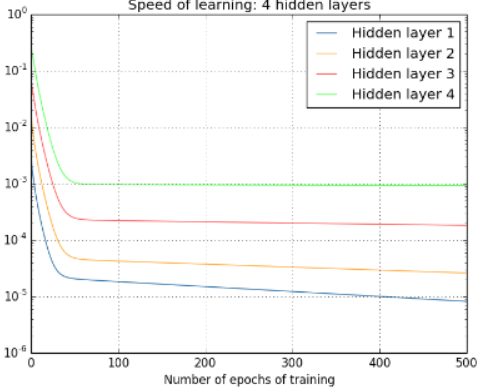 Speed of learning: 4 hidden layers
10^0
10^-1
10^-2
10^-3
10^-4
10^-5
10^-6
Hidden layer 1
Hidden layer 2
Hidden layer 3
Hidden layer 4
0 100 200 300 400 500
Number of epochs of training